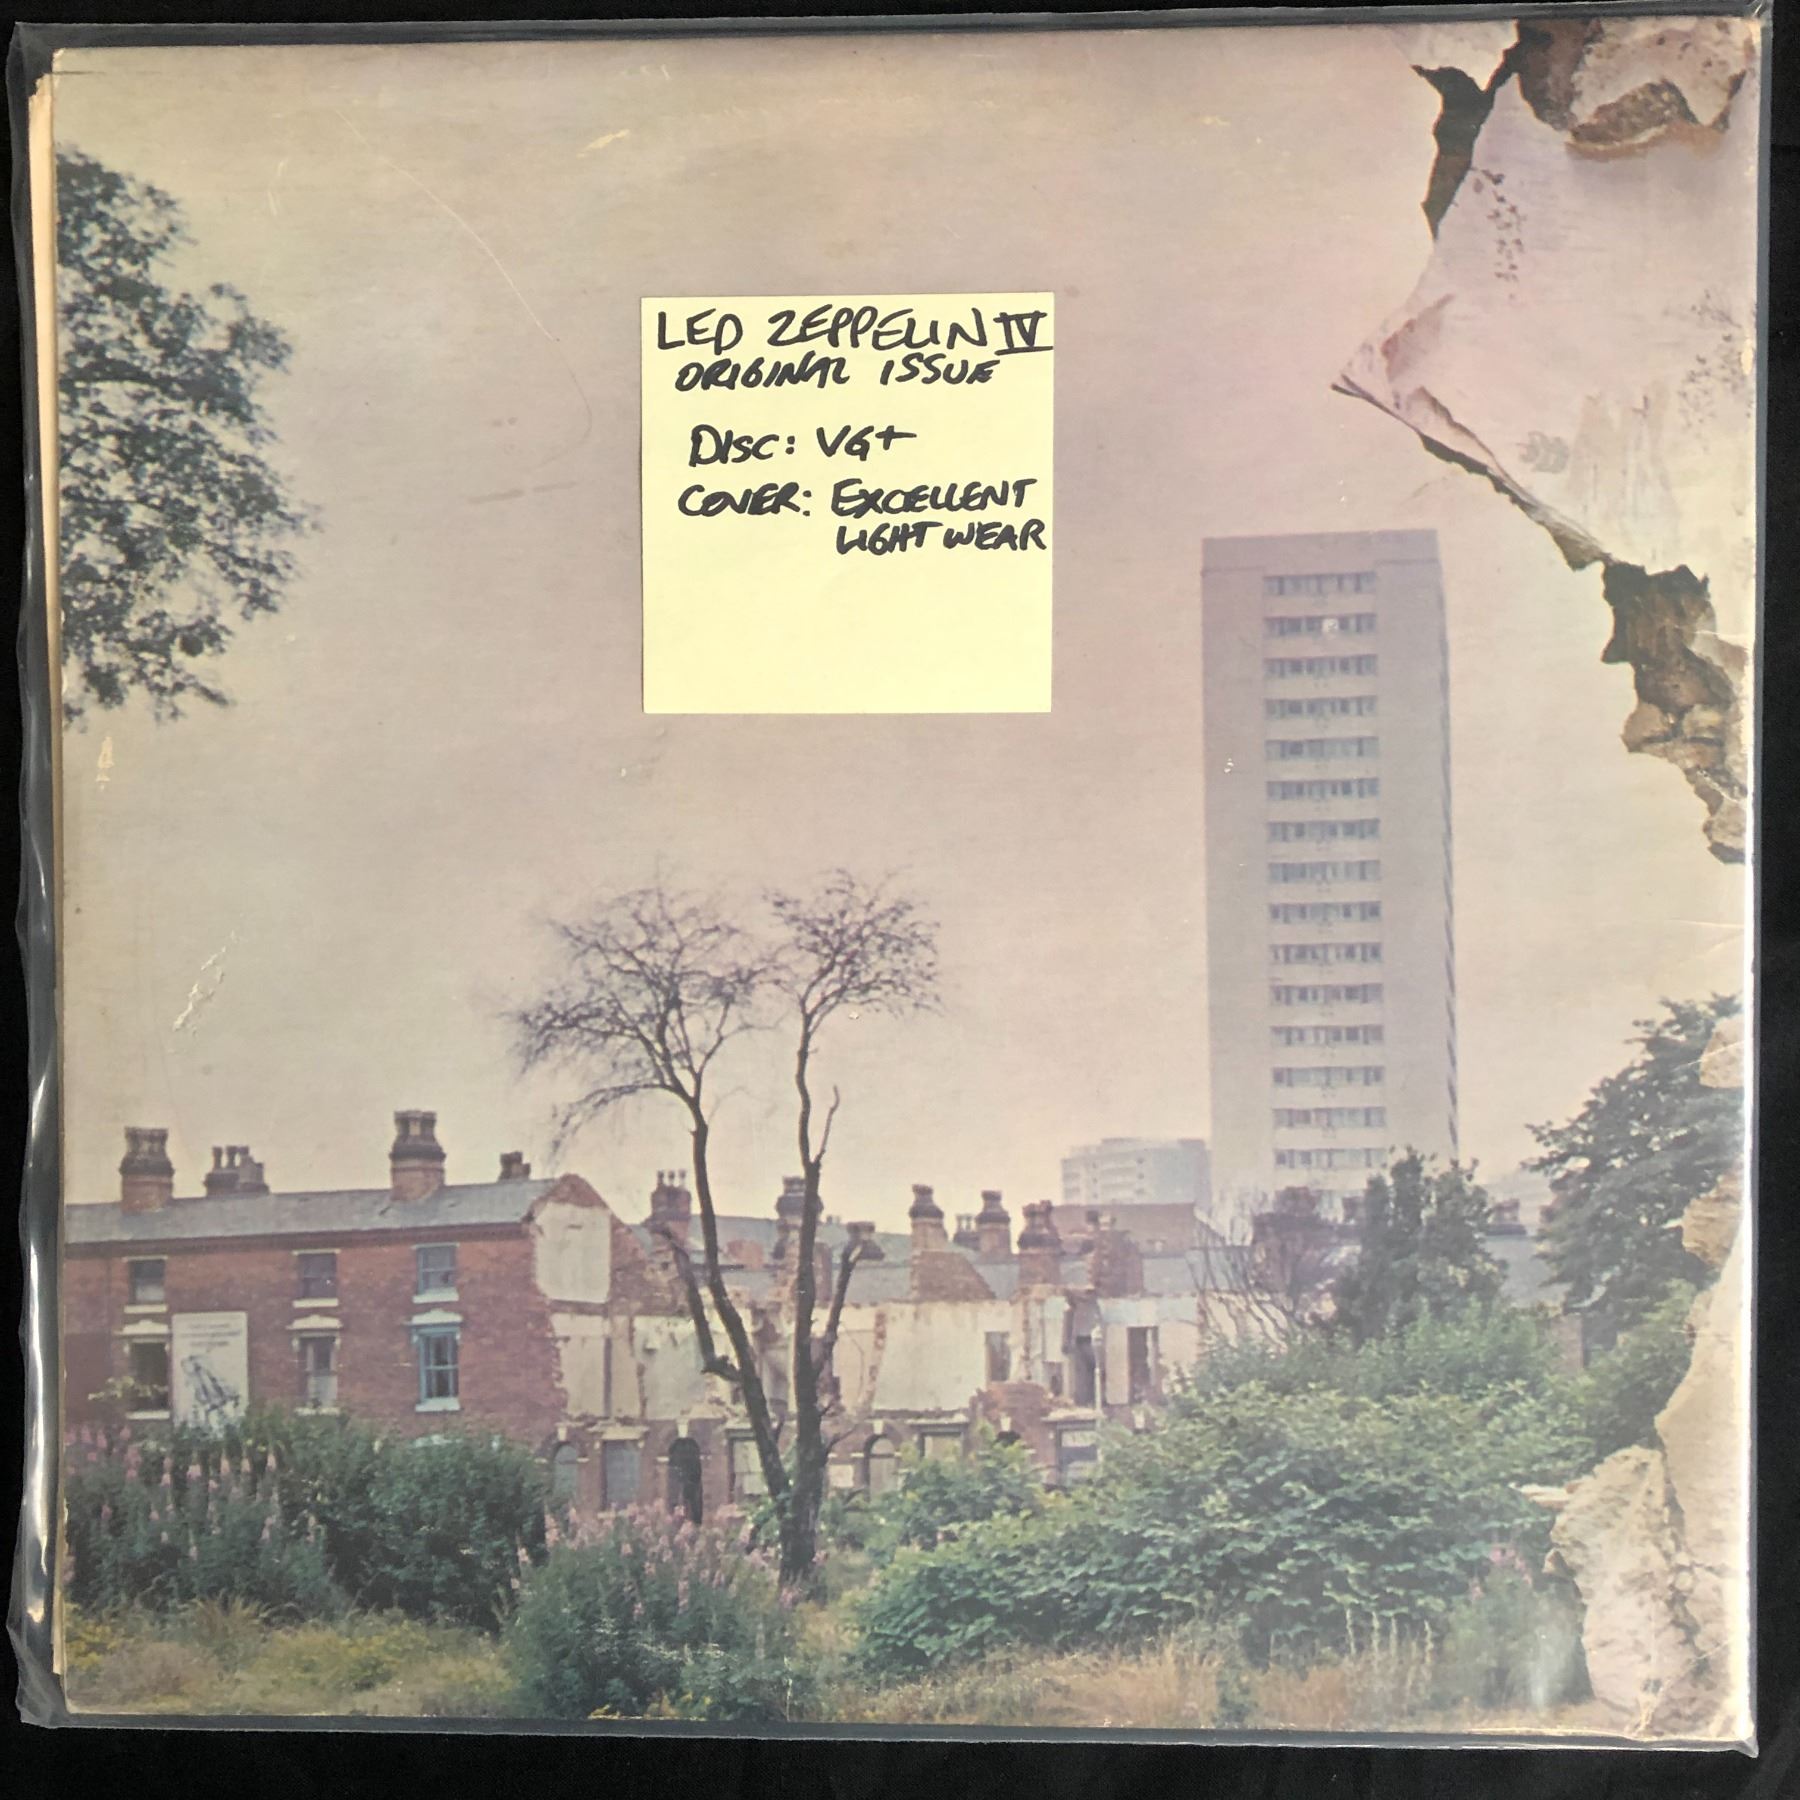 LED ZEPPELIN IV
ORIGINAL ISSUE
DISC: VG+
COVER: EXCELLENT
LIGHT WEAR